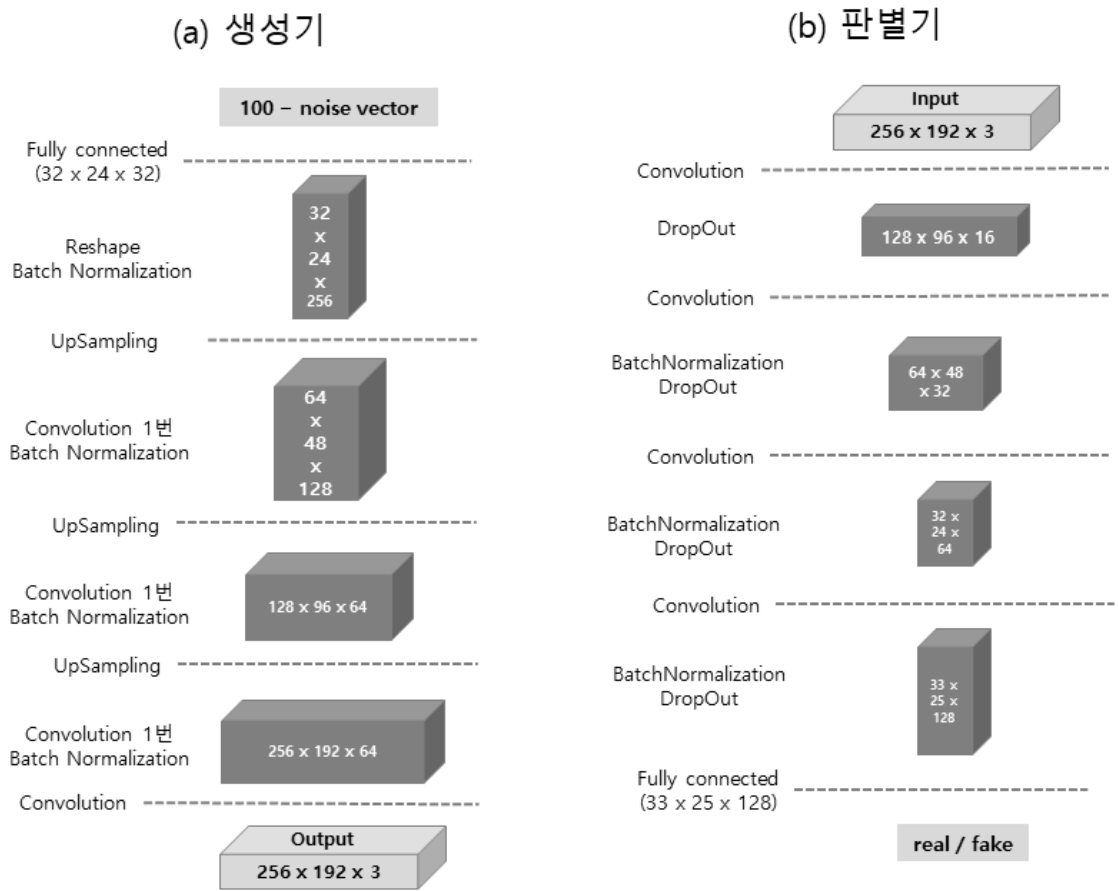 (a) 생성기
100 – noise vector
Fully connected
(32 x 24 x 32)
32
x
24
x
256
Reshape
Batch Normalization
UpSampling
64
x
48
x
128
Convolution 1번
Batch Normalization
UpSampling
Convolution 1번
Batch Normalization
128 x 96 x 64
UpSampling
Convolution 1번
Batch Normalization
256 x 192 x 64
Convolution
Output
256 x 192 x 3
(b) 판별기
Input
256 x 192 x 3
Convolution
DropOut
128 x 96 x 16
Convolution
BatchNormalization
DropOut
64 x 48
x 32
Convolution
BatchNormalization
DropOut
32 x
24 x
64
Convolution
BatchNormalization
DropOut
33 x
25 x
128
Fully connected
(33 x 25 x 128)
real / fake